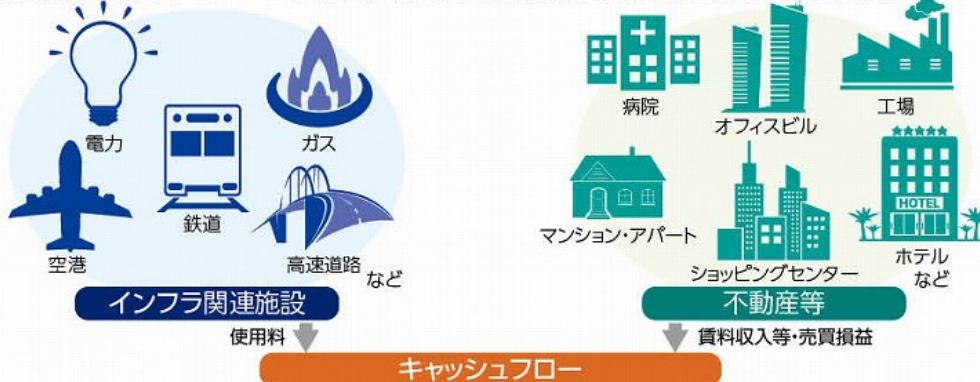 電力
ガス
鉄道
空港
高速道路
など
インフラ関連施設
使用料
病院
オフィスビル
工場
マンション・アパート
ショッピングセンター
HOTEL
ホテル
など
不動産等
賃料収入等・売買損益
キャッシュフロー